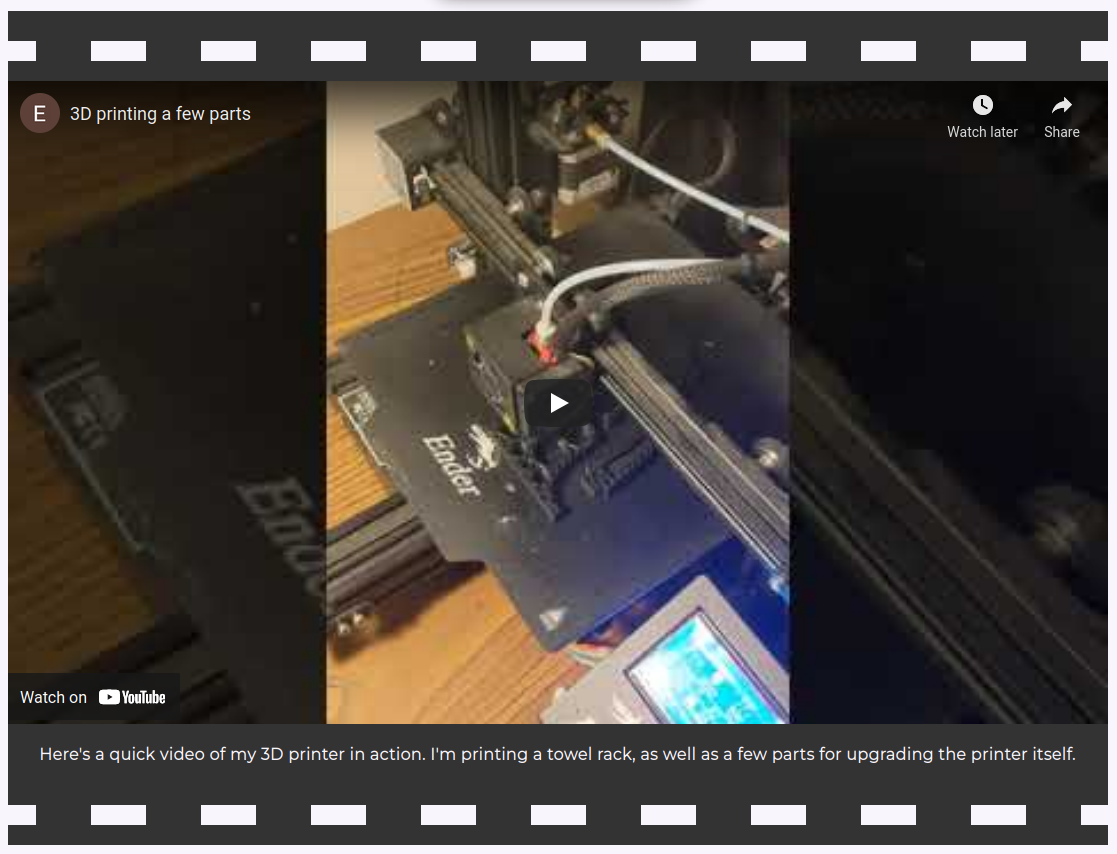 E
3D printing a few parts
Watch later
Share
Ender
Ende
Watch on YouTube
Here's a quick video of my 3D printer in action. I'm printing a towel rack, as well as a few parts for upgrading the printer itself.